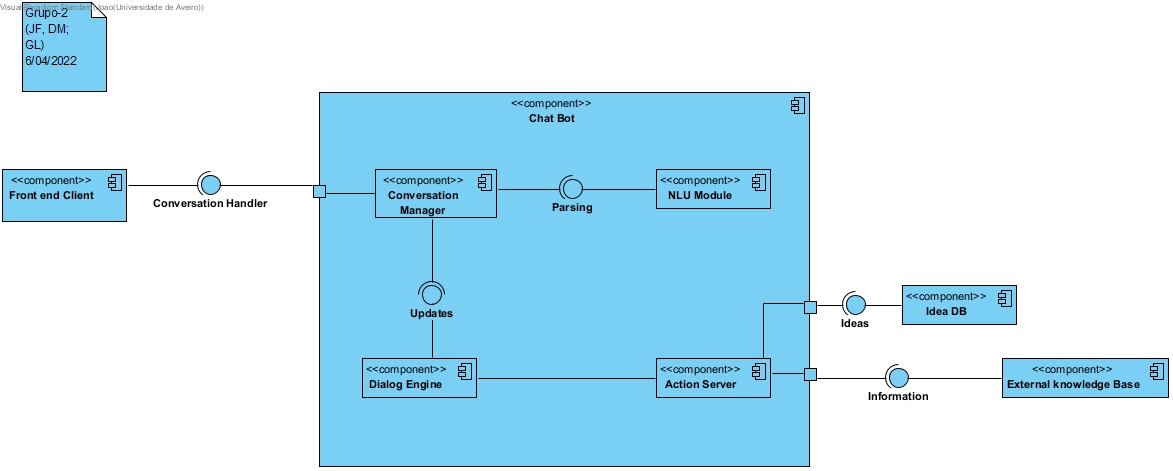 Visual Paradigm Standard(Joao(Universidade de Aveiro))
Grupo-2
(JF, DM;
GL)
6/04/2022
<<component>>
Chat Bot
<<component>>
Front end Client
Conversation Handler
<<component>>
Conversation
Manager
Parsing
<<component>>
NLU Module
Updates
<<component>>
Idea DB
Ideas
<<component>>
Dialog Engine
<<component>>
Action Server
Information
<<component>>
External knowledge Base